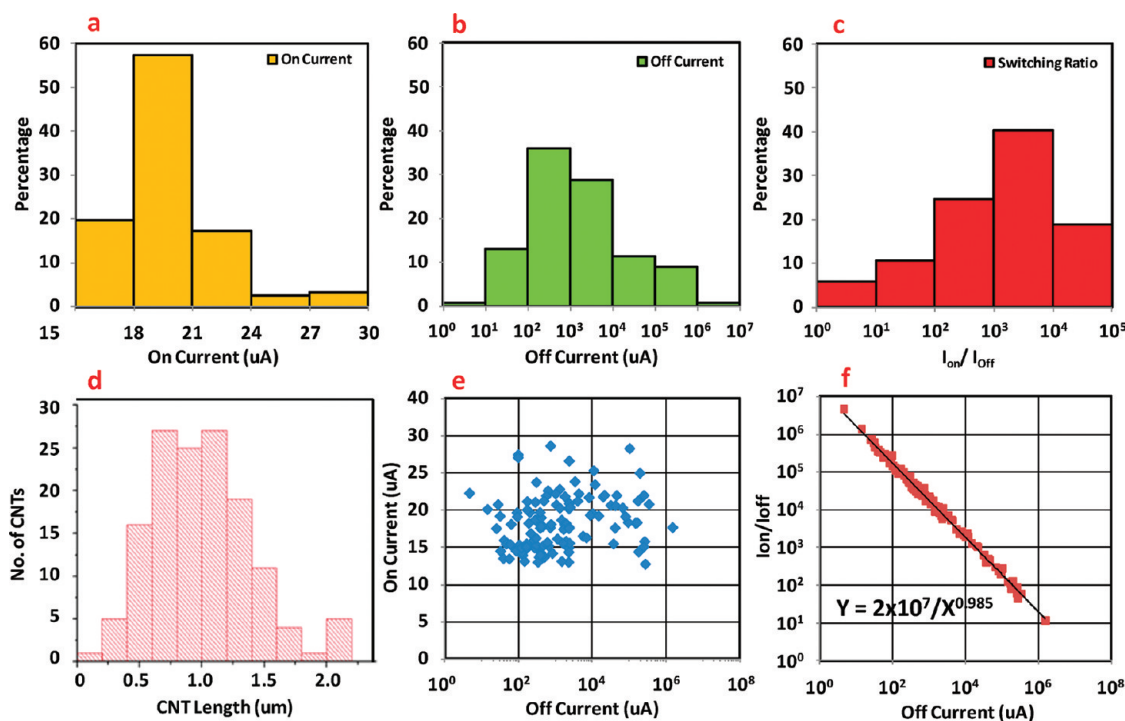 a
60
50
40
30
20
10
0
Percentage
On Current
15 18 21 24 27 30
On Current (uA)
b
60
50
40
30
20
10
0
Percentage
Off Current
10⁰ 10¹ 10² 10³ 10⁴ 10⁵ 10⁶ 10⁷
Off Current (uA)
c
60
50
40
30
20
10
0
Percentage
Switching Ratio
10⁰ 10¹ 10² 10³ 10⁴ 10⁵
Ion/ IOff
d
30
25
20
15
10
5
0
No. of CNTs
0 0.5 1.0 1.5 2.0
CNT Length (um)
e
40
35
30
25
20
15
10
5
0
On Current (uA)
10⁰ 10² 10⁴ 10⁶ 10⁸
Off Current (uA)
f
10⁷
10⁶
10⁵
10⁴
10³
10²
10¹
10⁰
Ion/Ioff
Y = 2x10⁷/X⁰·⁹⁸⁵
10⁰ 10² 10⁴ 10⁶ 10⁸
Off Current (uA)